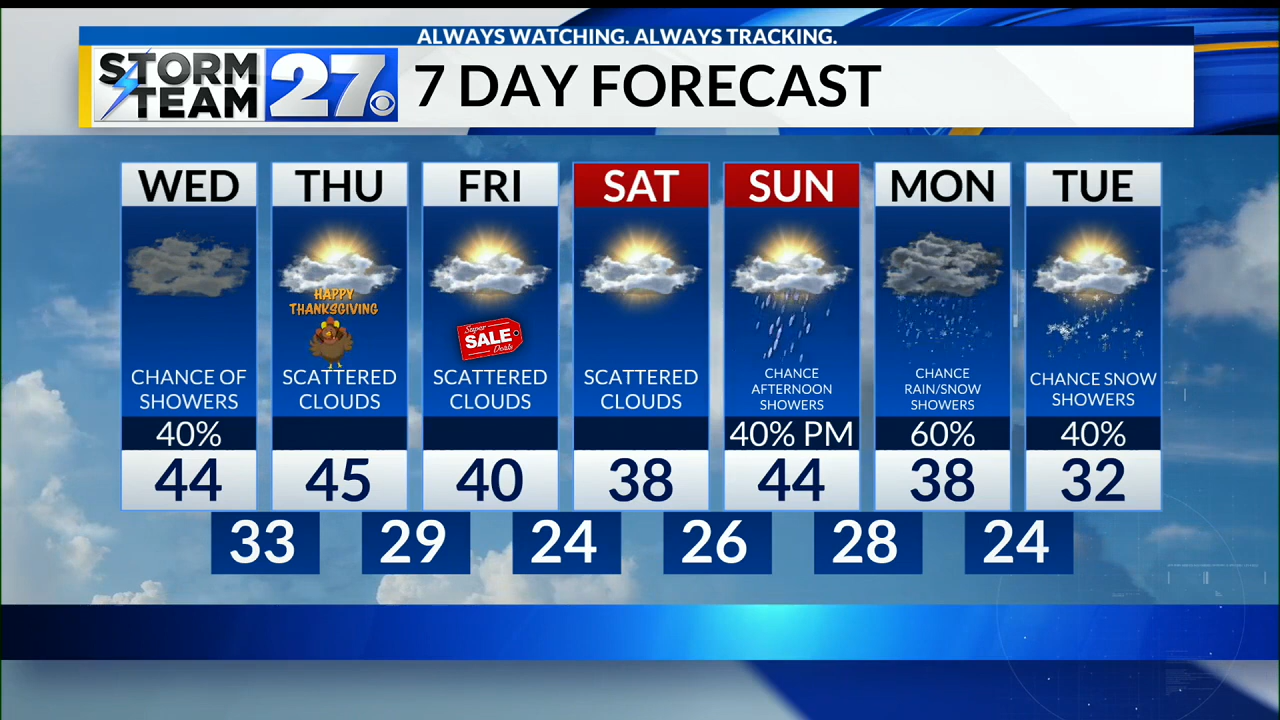 ALWAYS WATCHING. ALWAYS TRACKING.
STORM
TEAM
27
7 DAY FORECAST
WED
THU
FRI
SAT
SUN
MON
TUE
HAPPY
THANKSGIVING
Super
SALE
Deals
CHANCE OF
SHOWERS
SCATTERED
CLOUDS
SCATTERED
CLOUDS
SCATTERED
CLOUDS
CHANCE
AFTERNOON
SHOWERS
CHANCE
RAIN/SNOW
SHOWERS
CHANCE SNOW
SHOWERS
40%
40% PM
60%
40%
44
45
40
38
44
38
32
33
29
24
26
28
24